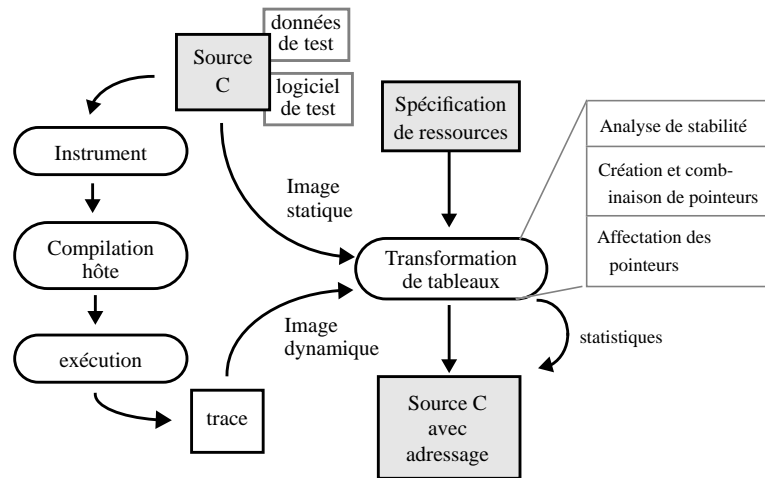 données
de test
Source
C
logiciel
de test
Spécification
de ressources
Analyse de stabilité
Instrument
Création et comb-
inaison de pointeurs
Image
statique
Compilation
hôte
Transformation
de tableaux
Affectation des
pointeurs
Image
dynamique
statistiques
exécution
trace
Source C
avec
adressage